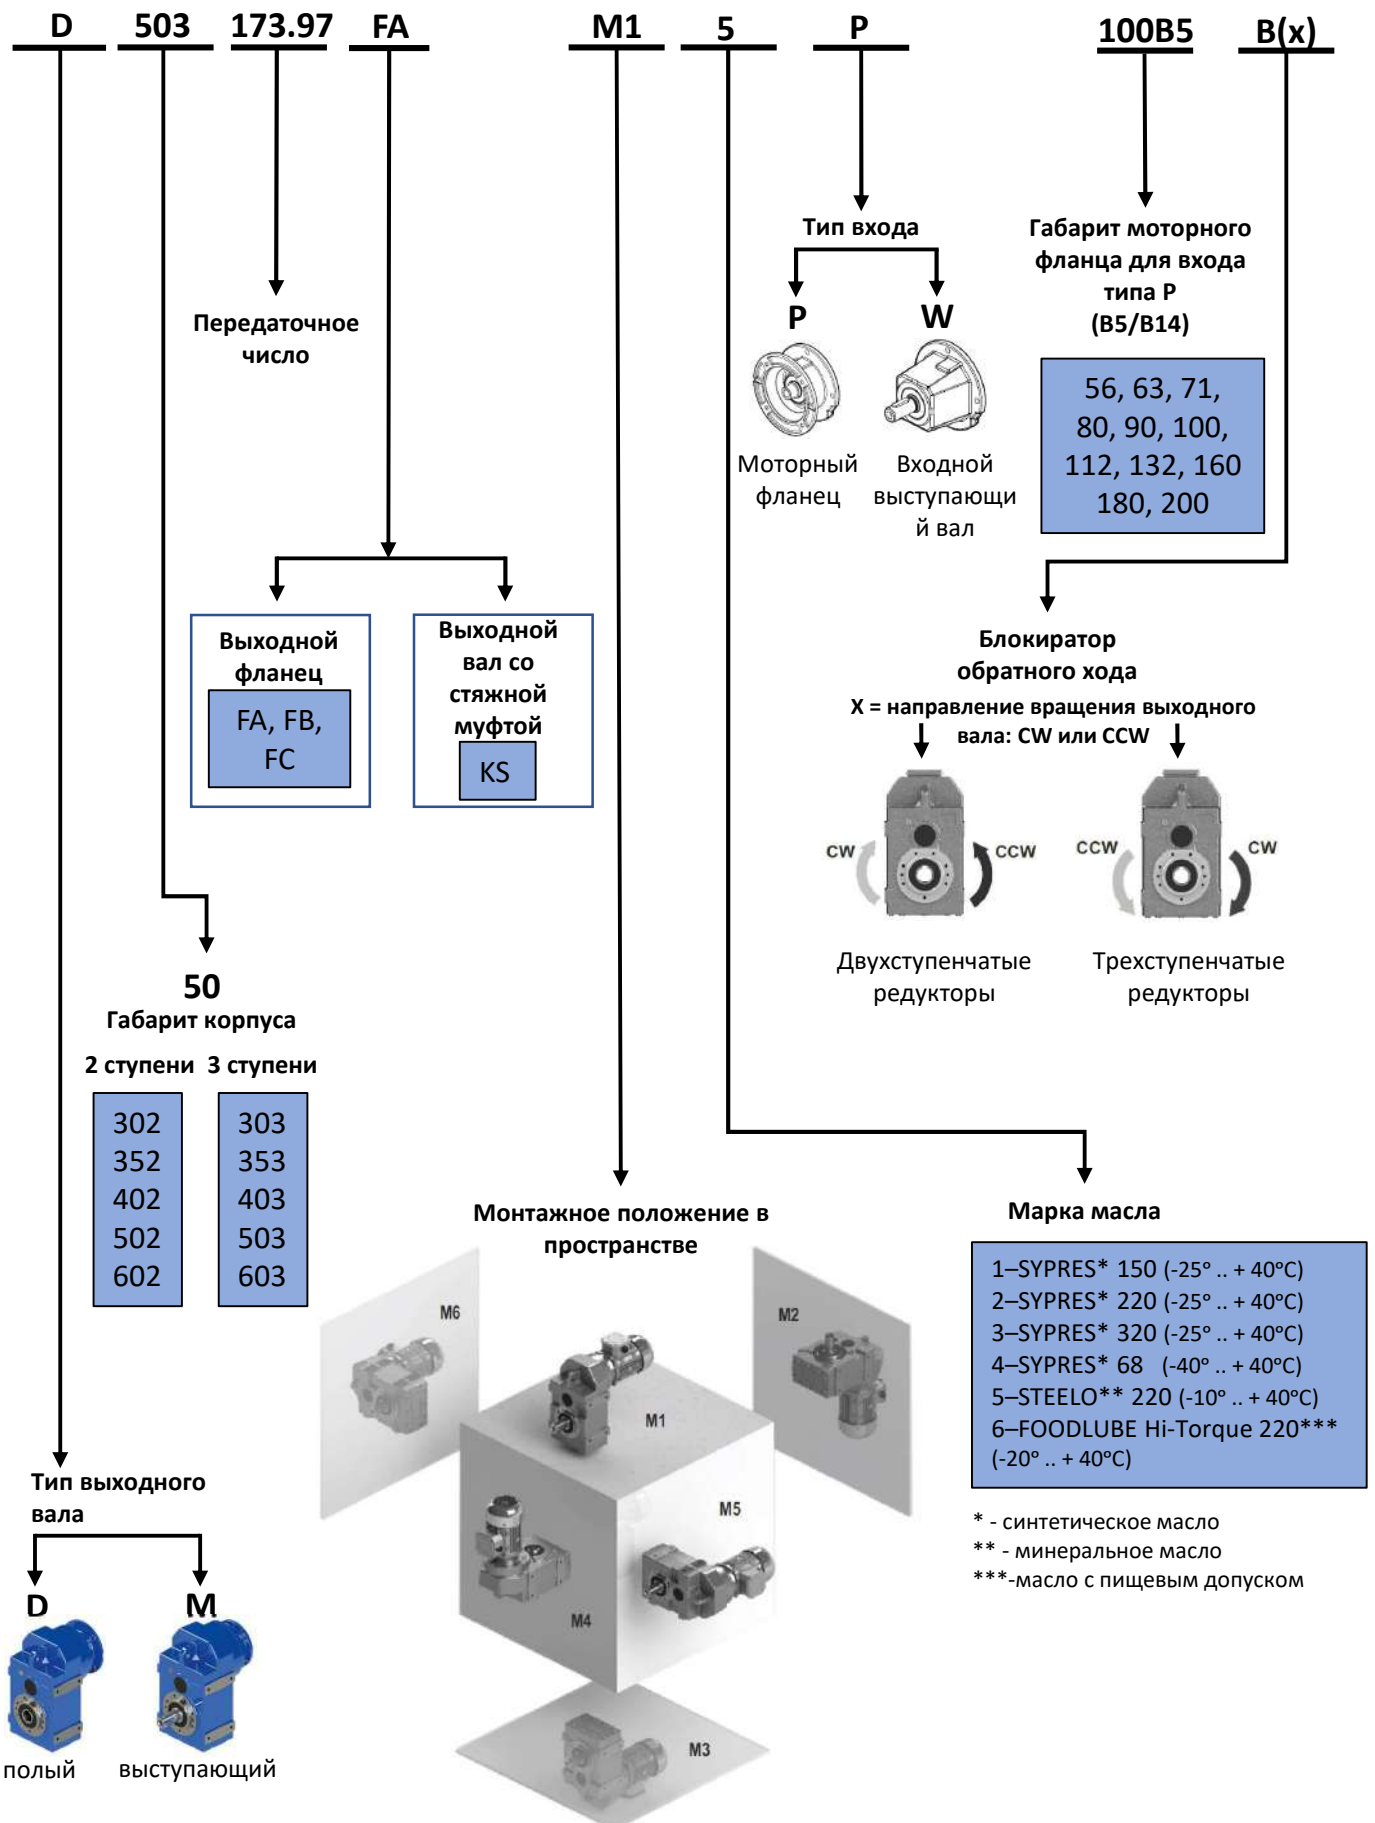 D 503 173.97 FA M1 5 P 100B5 B(x)
Тип входа
P W
Моторный фланец
Входной выступающи
й вал
Габарит моторного
фланца для входа
типа P
(B5/B14)
56, 63, 71,
80, 90, 100,
112, 132, 160
180, 200
Передаточное
число
Выходной
фланец
FA, FB,
FC
Выходной
вал со
стяжной
муфтой
KS
Блокиратор
обратного хода
X = направление вращения выходного
вала: CW или CCW
CW CCW
CCW CW
Двухступенчатые
редукторы
Трехступенчатые
редукторы
50
Габарит корпуса
2 ступени 3 ступени
302 303
352 353
402 403
502 503
602 603
Монтажное положение в
пространстве
M6
M2
M1
M5
M4
M3
Марка масла
1–SYPRES* 150 (-25° .. + 40°C)
2–SYPRES* 220 (-25° .. + 40°C)
3–SYPRES* 320 (-25° .. + 40°C)
4–SYPRES* 68 (-40° .. + 40°C)
5–STEELO** 220 (-10° .. + 40°C)
6–FOODLUBE Hi-Torque 220***
(-20° .. + 40°C)
* - синтетическое масло
** - минеральное масло
***-масло с пищевым допуском
Тип выходного
вала
D M
полый выступающий